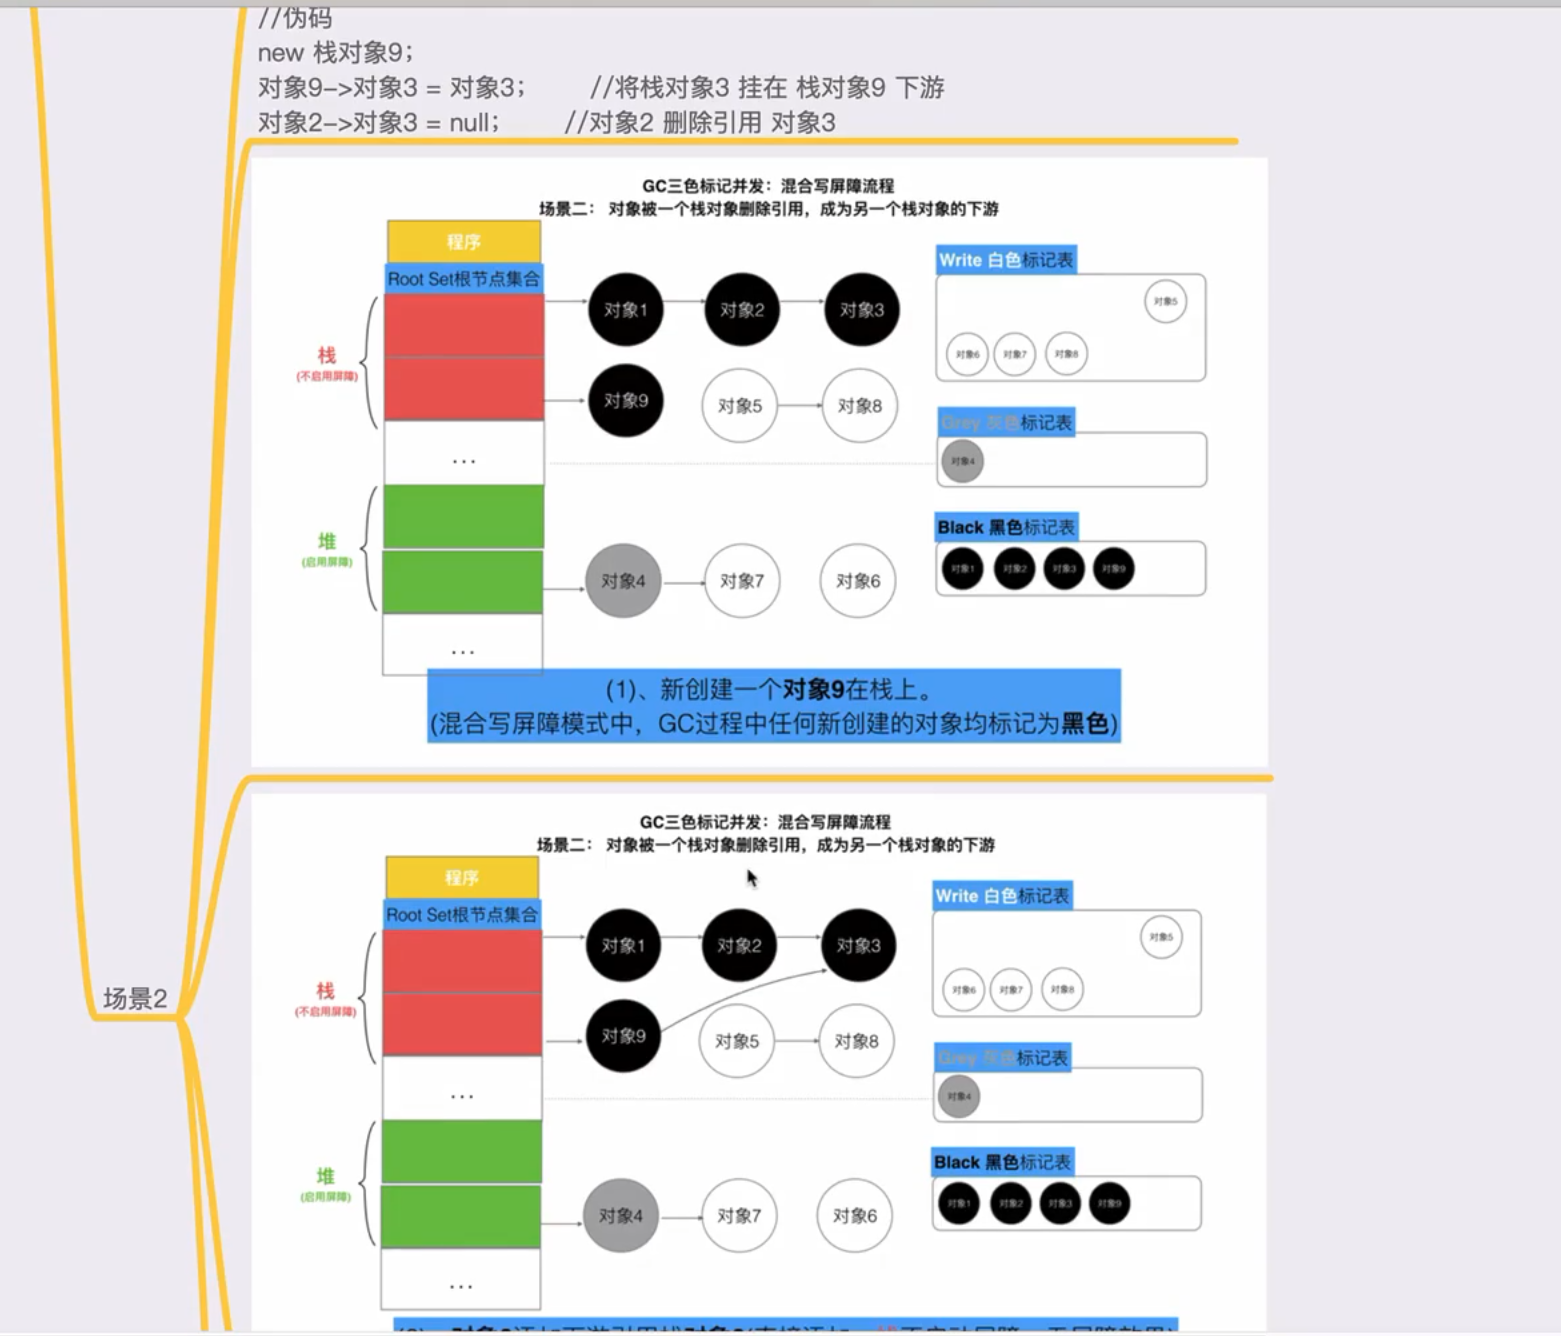 //伪码
new 栈对象9；
对象9->对象3 = 对象3； //将栈对象3 挂在 栈对象9 下游
对象2->对象3 = null； //对象2 删除引用 对象3
GC三色标记并发：混合写屏障流程
场景二： 对象被一个栈对象删除引用，成为另一个栈对象的下游
程序
Root Set根节点集合
栈
(不启用屏障)
...
堆
(启用屏障)
...
对象1
对象2
对象3
对象9
对象5
对象8
对象4
对象7
对象6
Write 白色标记表
对象5
对象6
对象7
对象8
Grey 灰色标记表
对象4
Black 黑色标记表
对象1
对象2
对象3
对象9
(1)、新创建一个对象9在栈上。
(混合写屏障模式中，GC过程中任何新创建的对象均标记为黑色)
场景2
GC三色标记并发：混合写屏障流程
场景二： 对象被一个栈对象删除引用，成为另一个栈对象的下游
程序
Root Set根节点集合
栈
(不启用屏障)
...
堆
(启用屏障)
...
对象1
对象2
对象3
对象9
对象5
对象8
对象4
对象7
对象6
Write 白色标记表
对象5
对象6
对象7
对象8
Grey 灰色标记表
对象4
Black 黑色标记表
对象1
对象2
对象3
对象9